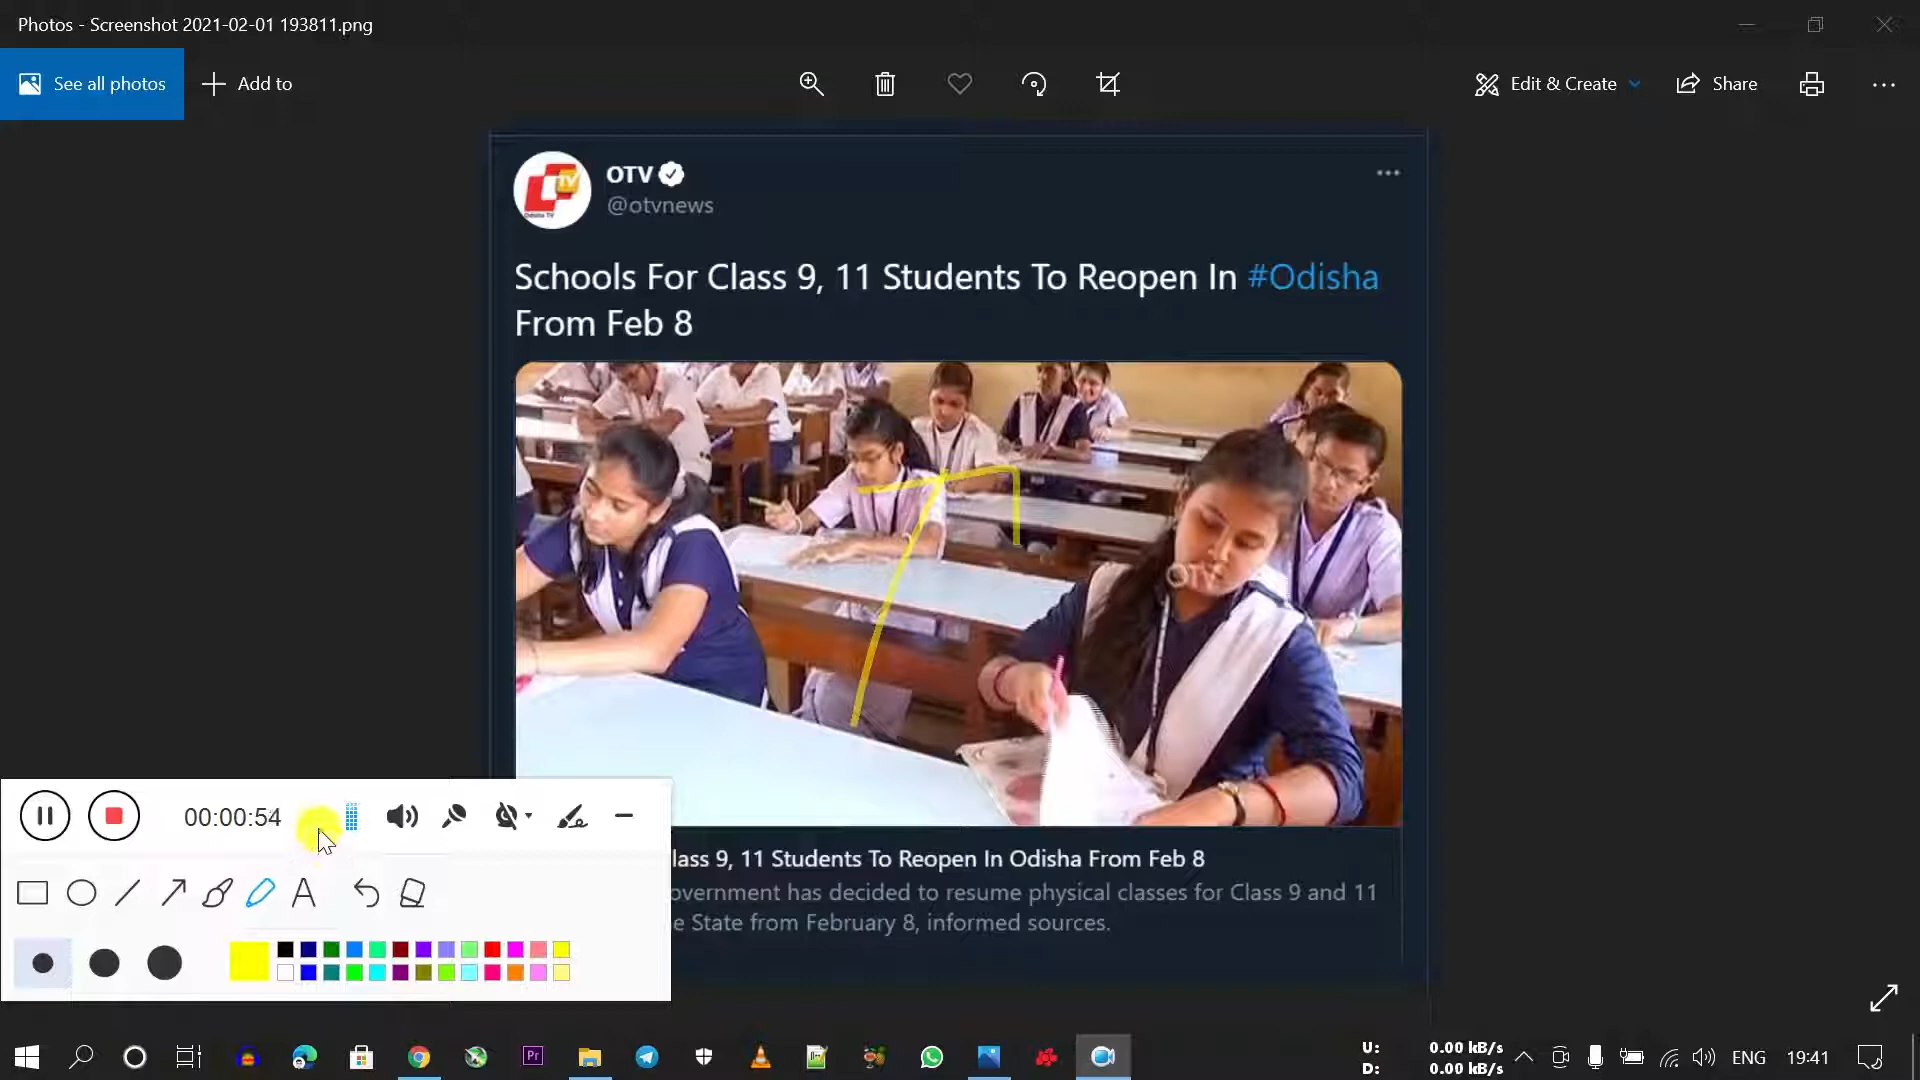 Photos - Screenshot 2021-02-01 193811.png
See all photos
Add to
Edit & Create
Share
OTV
@otvnews
Schools For Class 9, 11 Students To Reopen In #Odisha
From Feb 8
OTV
00:00:54
lass 9, 11 Students To Reopen In Odisha From Feb 8
overnment has decided to resume physical classes for Class 9 and 11
e State from February 8, informed sources.
A
Pr
U: 0.00 kB/s
D: 0.00 kB/s
ENG
19:41